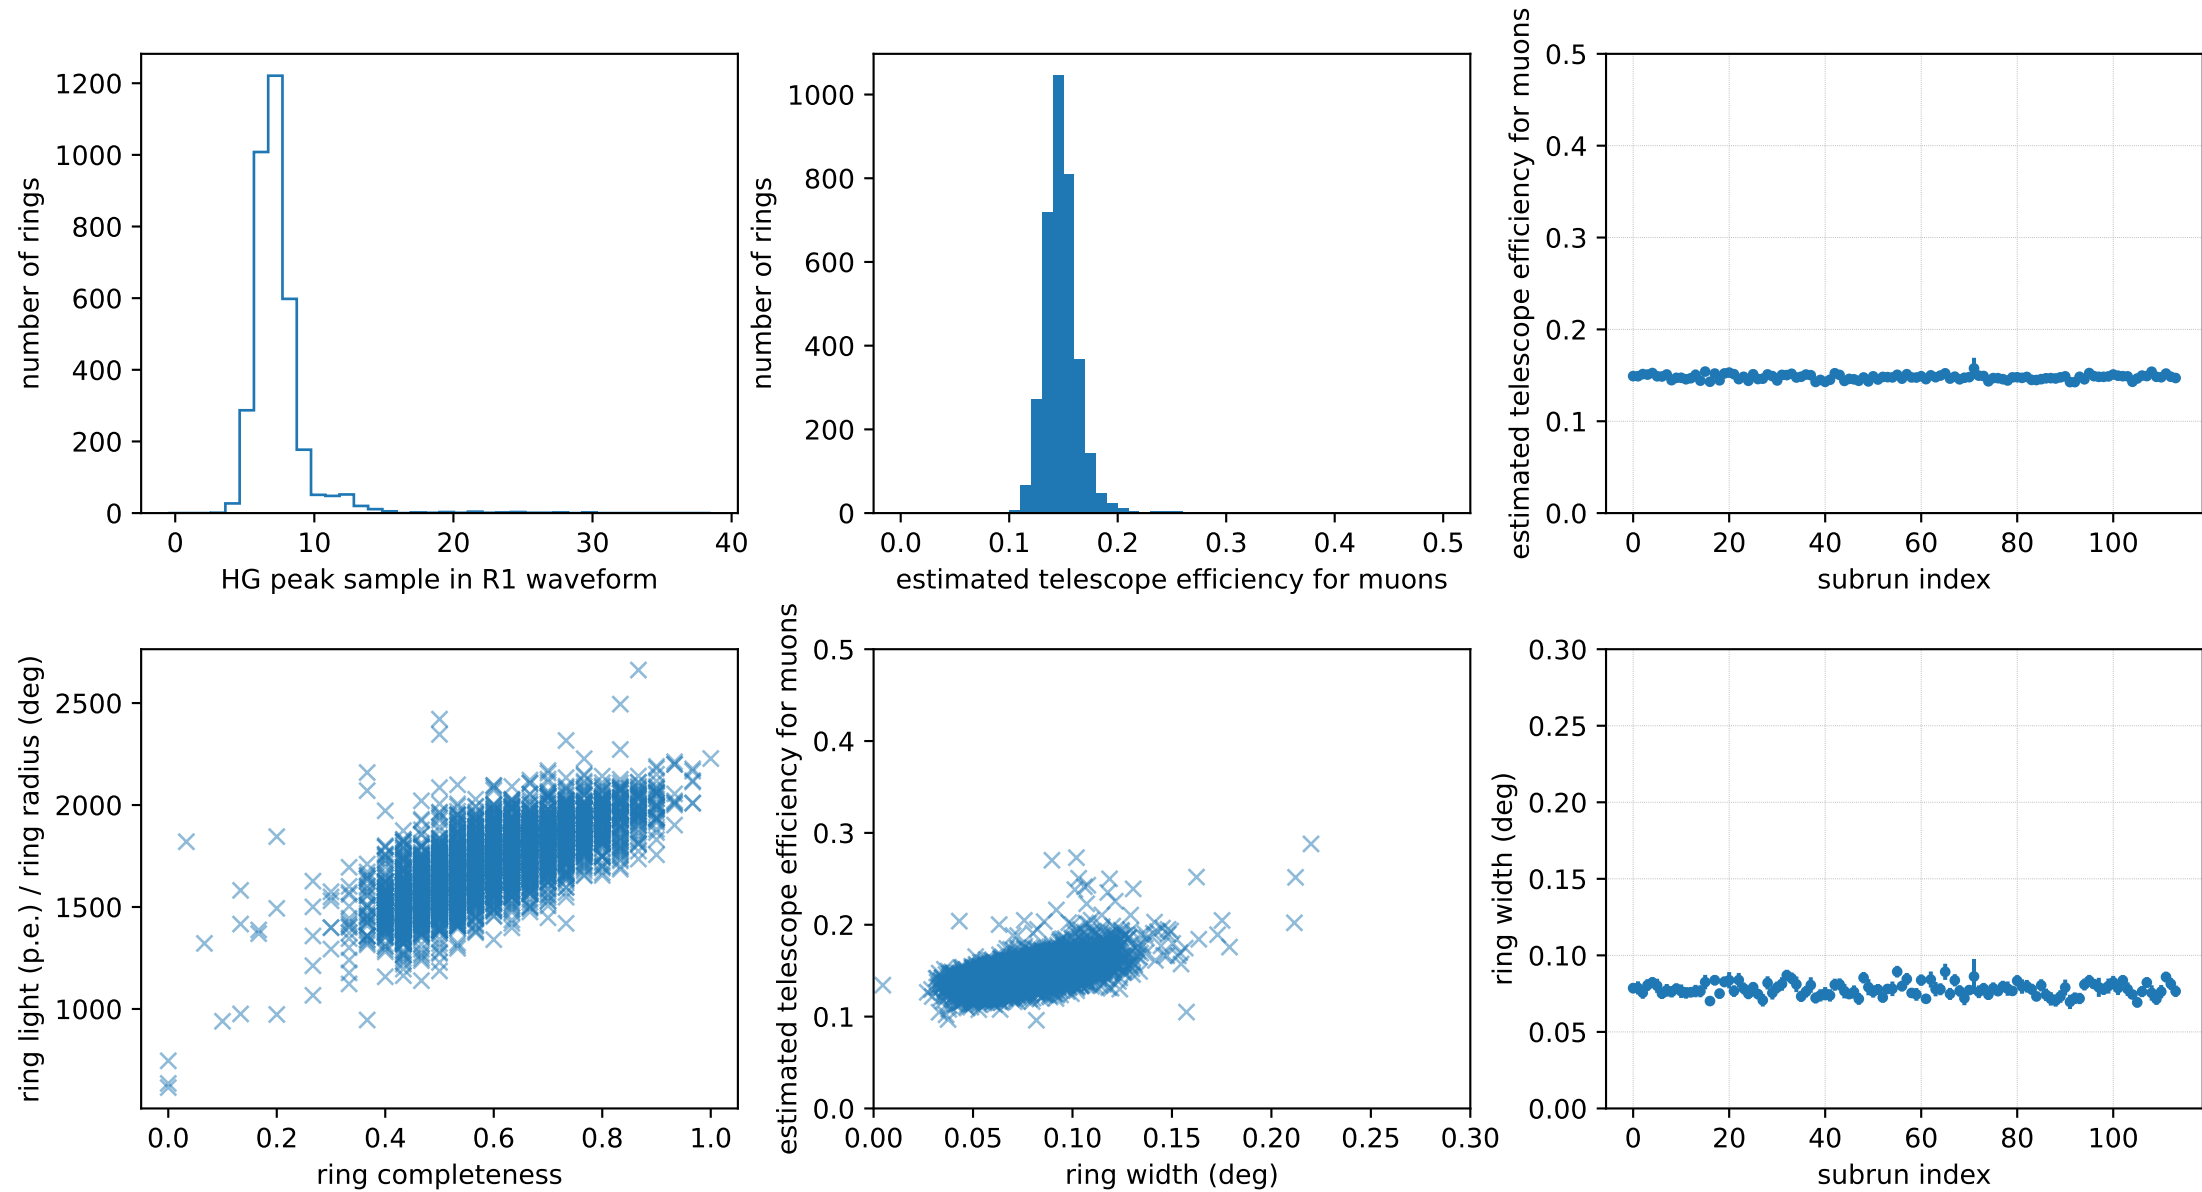 number of rings
1200
1000
800
600
400
200
0
0 10 20 30 40
HG peak sample in R1 waveform
number of rings
1000
800
600
400
200
0
0.0 0.1 0.2 0.3 0.4 0.5
estimated telescope efficiency for muons
estimated telescope efficiency for muons
0.5
0.4
0.3
0.2
0.1
0.0
0 20 40 60 80 100
subrun index
ring light (p.e.) / ring radius (deg)
2500
2000
1500
1000
0.0 0.2 0.4 0.6 0.8 1.0
ring completeness
estimated telescope efficiency for muons
0.5
0.4
0.3
0.2
0.1
0.0
0.00 0.05 0.10 0.15 0.20 0.25 0.30
ring width (deg)
ring width (deg)
0.30
0.25
0.20
0.15
0.10
0.05
0.00
0 20 40 60 80 100
subrun index